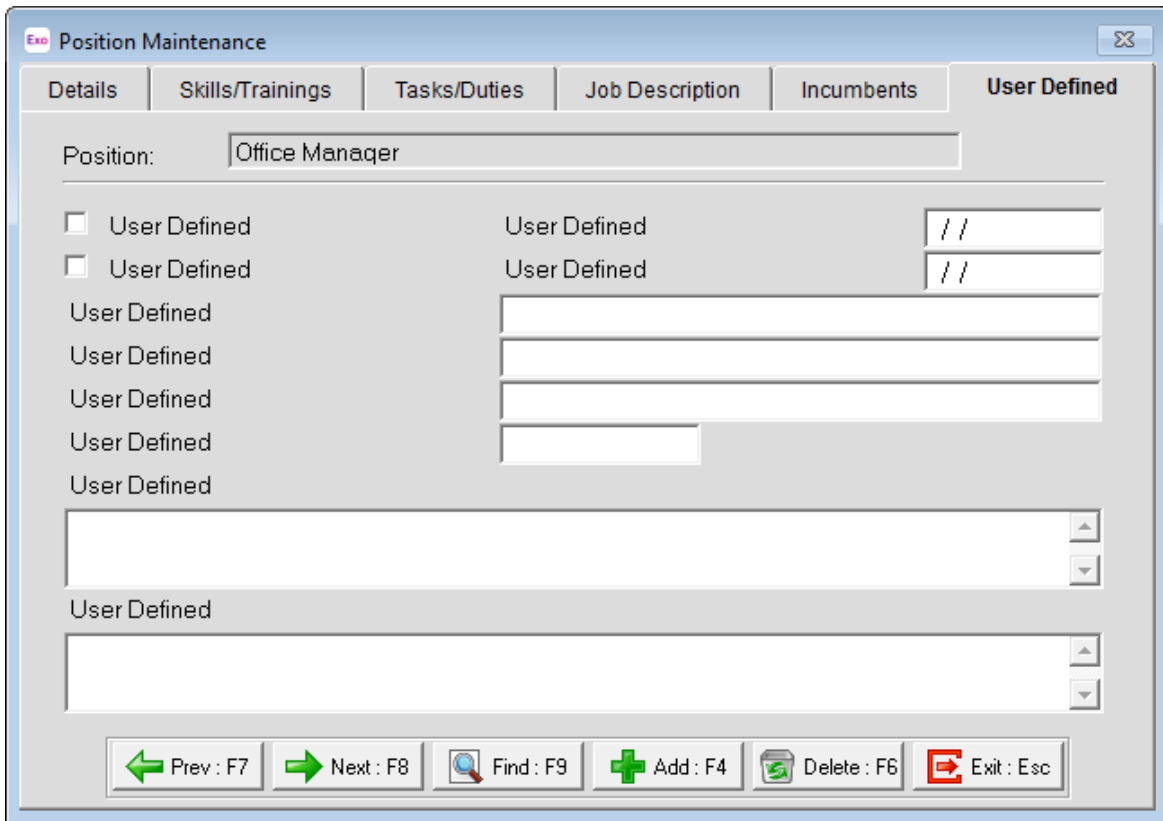 Exo Position Maintenance
Details Skills/Trainings Tasks/Duties Job Description Incumbents User Defined
Position: Office Manager
User Defined User Defined / /
User Defined User Defined / /
User Defined
User Defined
User Defined
User Defined
User Defined
User Defined
Prev : F7 Next : F8 Find : F9 Add : F4 Delete : F6 Exit : Esc